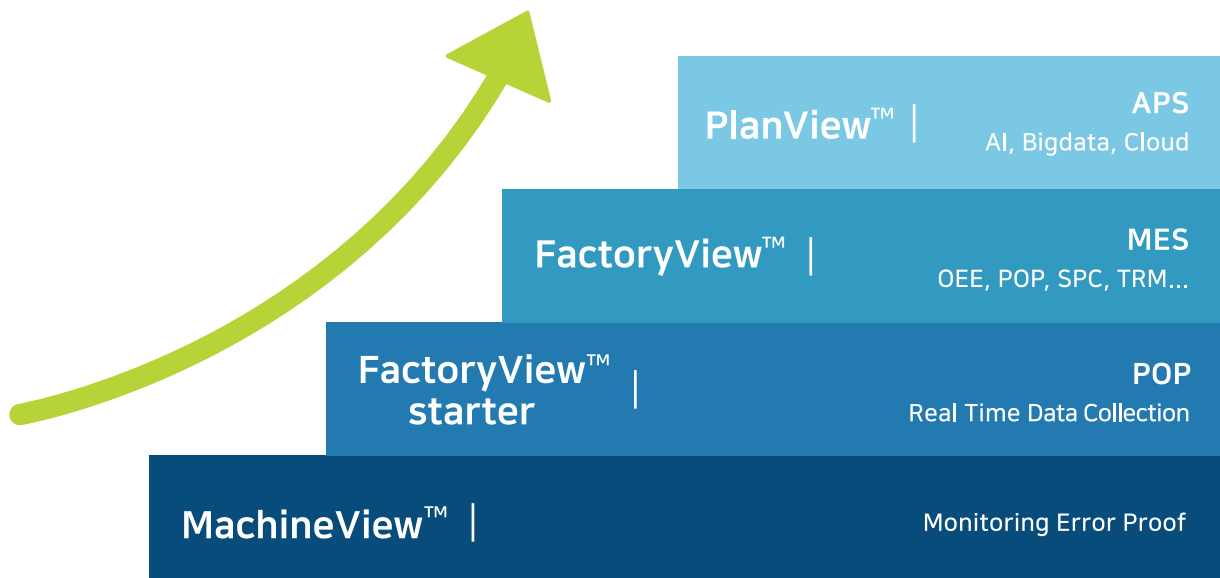 PlanView™
APS
AI, Bigdata, Cloud
FactoryView™
MES
OEE, POP, SPC, TRM...
FactoryView™
starter
POP
Real Time Data Collection
MachineView™
Monitoring Error Proof